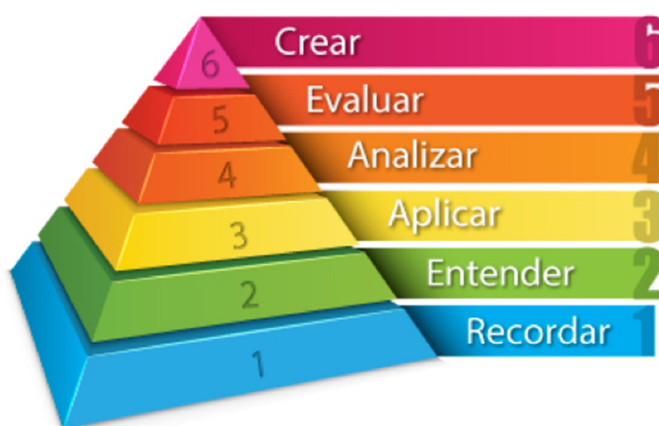 6 Crear 6
5 Evaluar 5
4 Analizar 4
3 Aplicar 3
2 Entender 2
1 Recordar 1